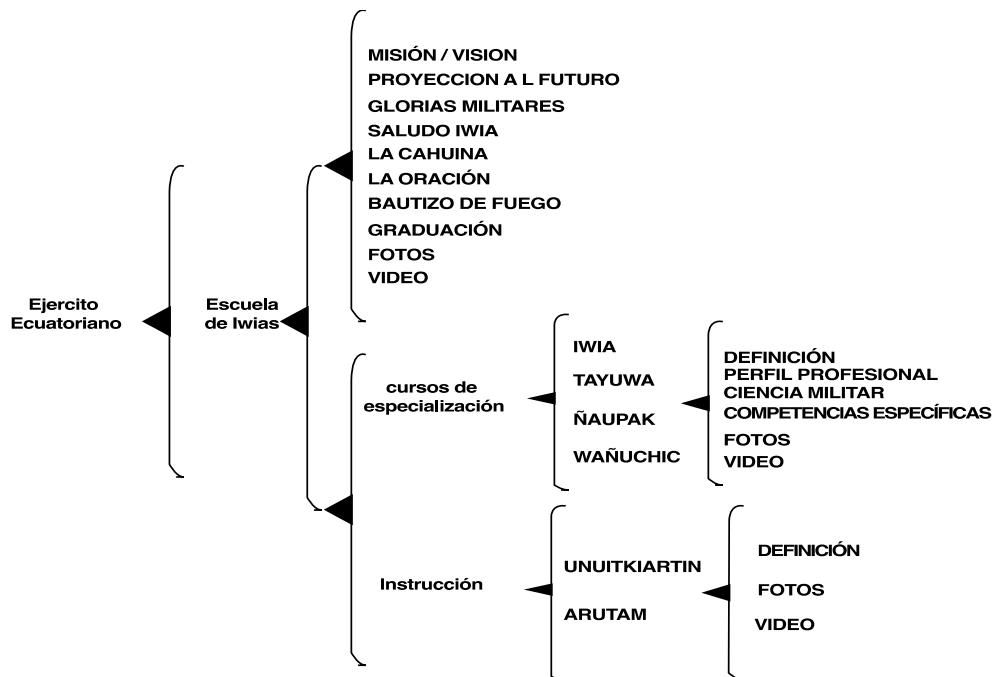 Ejercito
Ecuatoriano
Escuela
de Iwias
MISIÓN / VISION
PROYECCION A L FUTURO
GLORIAS MILITARES
SALUDO IWIA
LA CAHUINA
LA ORACIÓN
BAUTIZO DE FUEGO
GRADUACIÓN
FOTOS
VIDEO
cursos de
especialización
IWIA
TAYUWA
ÑAUPAK
WAÑUCHIC
DEFINICIÓN
PERFIL PROFESIONAL
CIENCIA MILITAR
COMPETENCIAS ESPECÍFICAS
FOTOS
VIDEO
Instrucción
UNUITKIARTIN
ARUTAM
DEFINICIÓN
FOTOS
VIDEO